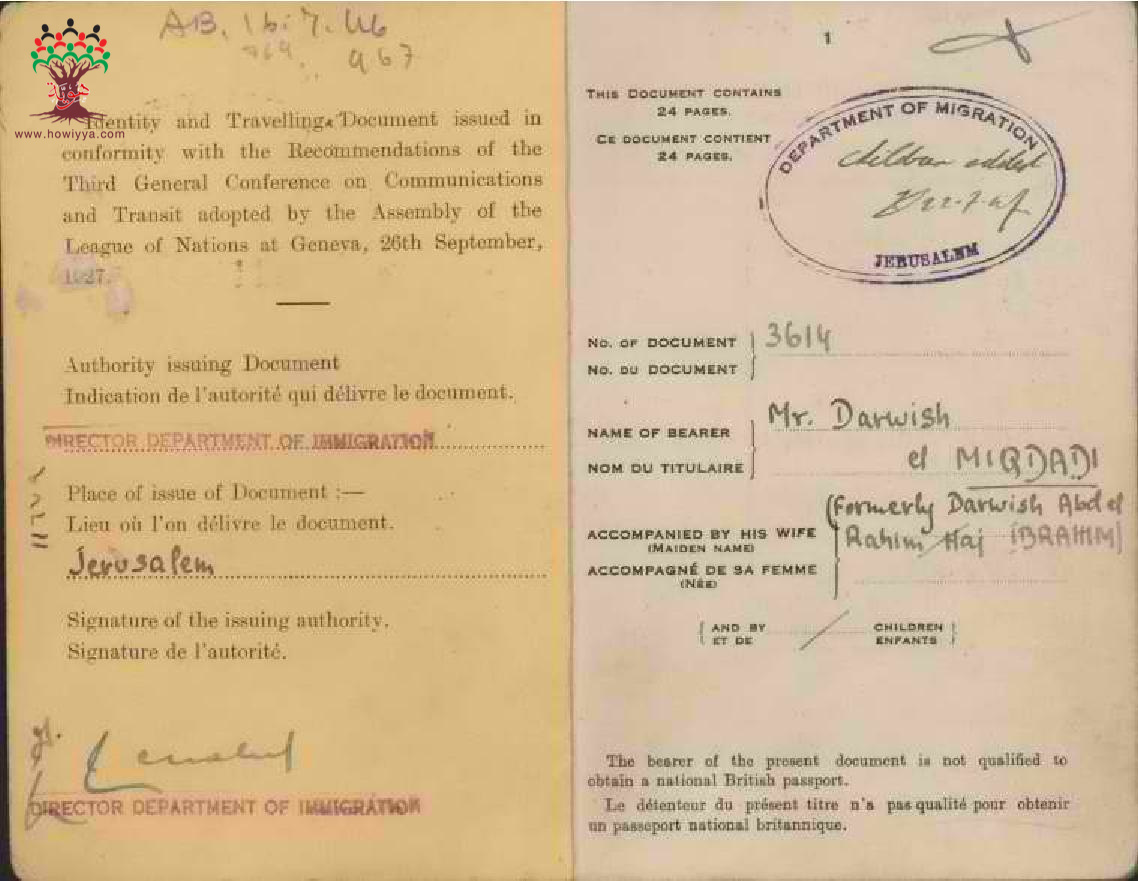 AB. 16.7.46
969. 967
www.howiyya.com
Identity and Travelling Document issued in
conformity with the Recommendations of the
Third General Conference on Communications
and Transit adopted by the Assembly of the
League of Nations at Geneva, 26th September,
1927.
Authority issuing Document
Indication de l'autorité qui délivre le document.
DIRECTOR DEPARTMENT OF IMMIGRATION
Place of issue of Document :—
Lieu où l'on délivre le document.
Jerusalem
Signature of the issuing authority.
Signature de l'autorité.
DIRECTOR DEPARTMENT OF IMMIGRATION
1
THIS DOCUMENT CONTAINS
24 PAGES.
CE DOCUMENT CONTIENT
24 PAGES.
DEPARTMENT OF MIGRATION
children added
JERUSALEM
No. OF DOCUMENT 3614
No. DU DOCUMENT
NAME OF BEARER Mr. Darwish
NOM DU TITULAIRE el MIQDADI
(Formerly Darwish Abdel
ACCOMPANIED BY HIS WIFE Rahim Haj IBRAHIM)
(MAIDEN NAME)
ACCOMPAGNÉ DE SA FEMME
(NÉE)
AND BY CHILDREN
ET DE ENFANTS
The bearer of the present document is not qualified to
obtain a national British passport.
Le détenteur du présent titre n'a pas qualité pour obtenir
un passeport national britannique.